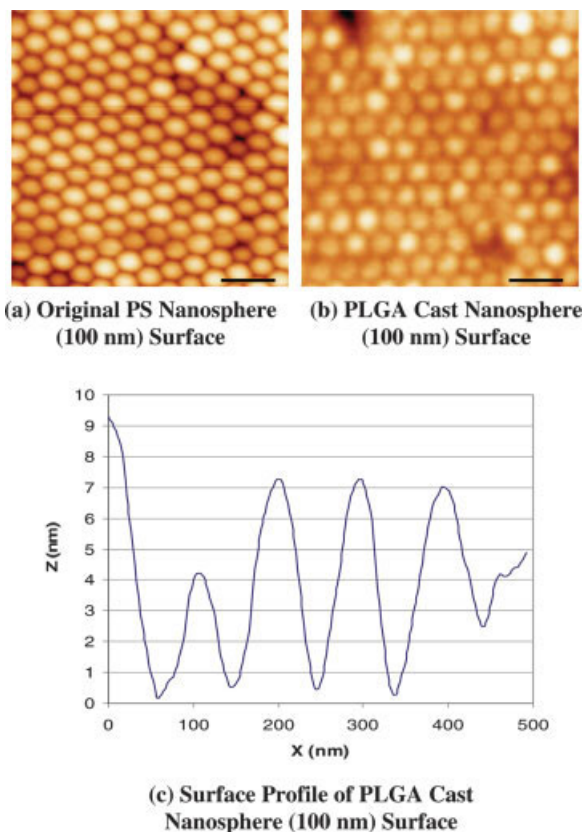 (a) Original PS Nanosphere
(100 nm) Surface
(b) PLGA Cast Nanosphere
(100 nm) Surface
10
9
8
7
6
5
4
3
2
1
0
Z (nm)
0 100 200 300 400 500
X (nm)
(c) Surface Profile of PLGA Cast
Nanosphere (100 nm) Surface